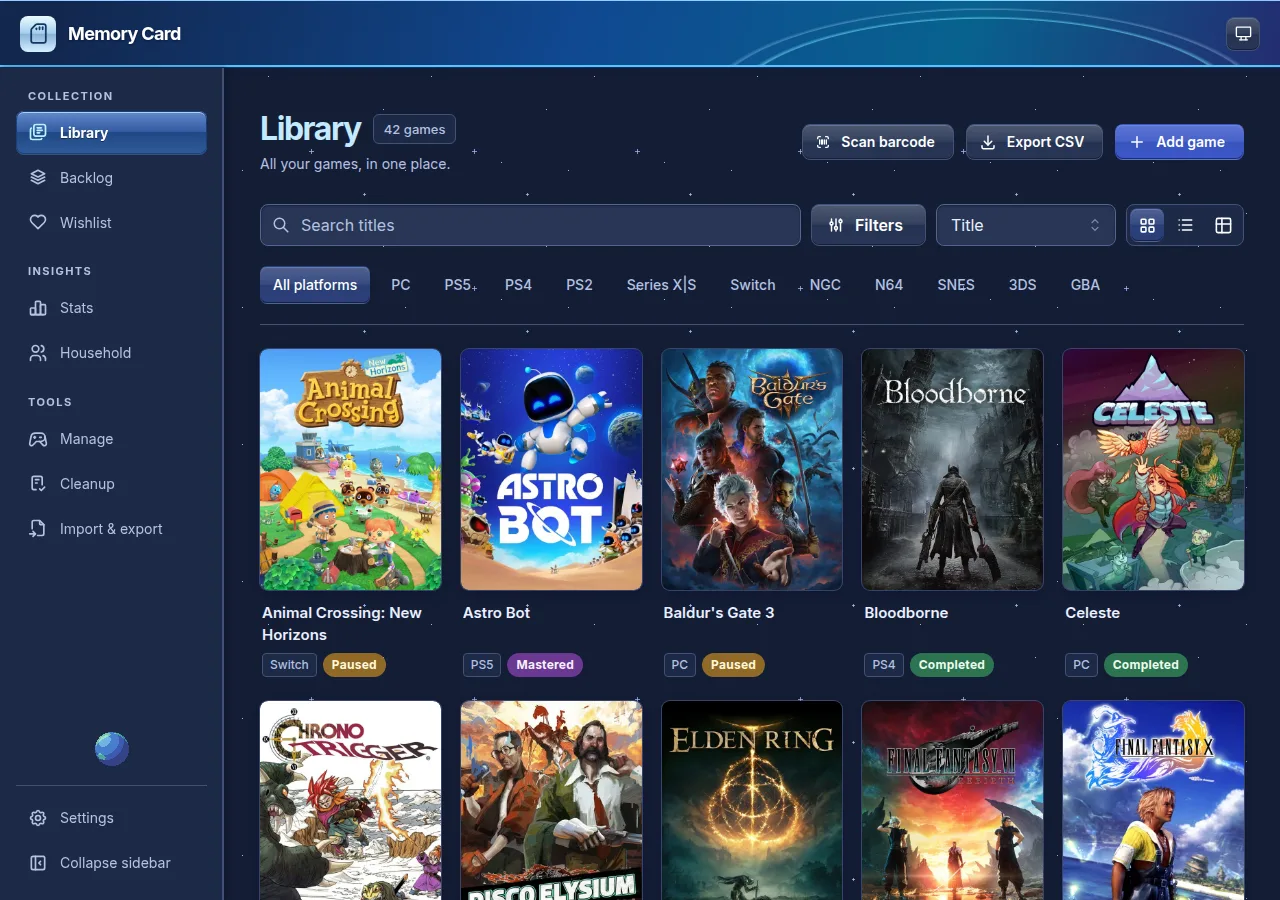 Memory Card
COLLECTION
Library
Backlog
Wishlist
INSIGHTS
Stats
Household
TOOLS
Manage
Cleanup
Import & export
Settings
Collapse sidebar
Library
42 games
All your games, in one place.
Scan barcode
Export CSV
Add game
Search titles
Filters
Title
All platforms
PC
PS5
PS4
PS2
Series X|S
Switch
NGC
N64
SNES
3DS
GBA
New
Horizons
Animal
Crossing
ASTRO
BOT
Baldur's
Gate
Bloodborne
CELESTE
Animal Crossing: New
Horizons
Switch
Paused
Astro Bot
PS5
Mastered
Baldur's Gate 3
PC
Paused
Bloodborne
PS4
Completed
Celeste
PC
Completed
CHRONO
TRIGGER
DISCO ELYSIUM
ELDEN RING
FINAL FANTASY VII
REBIRTH
FINAL FANTASY X